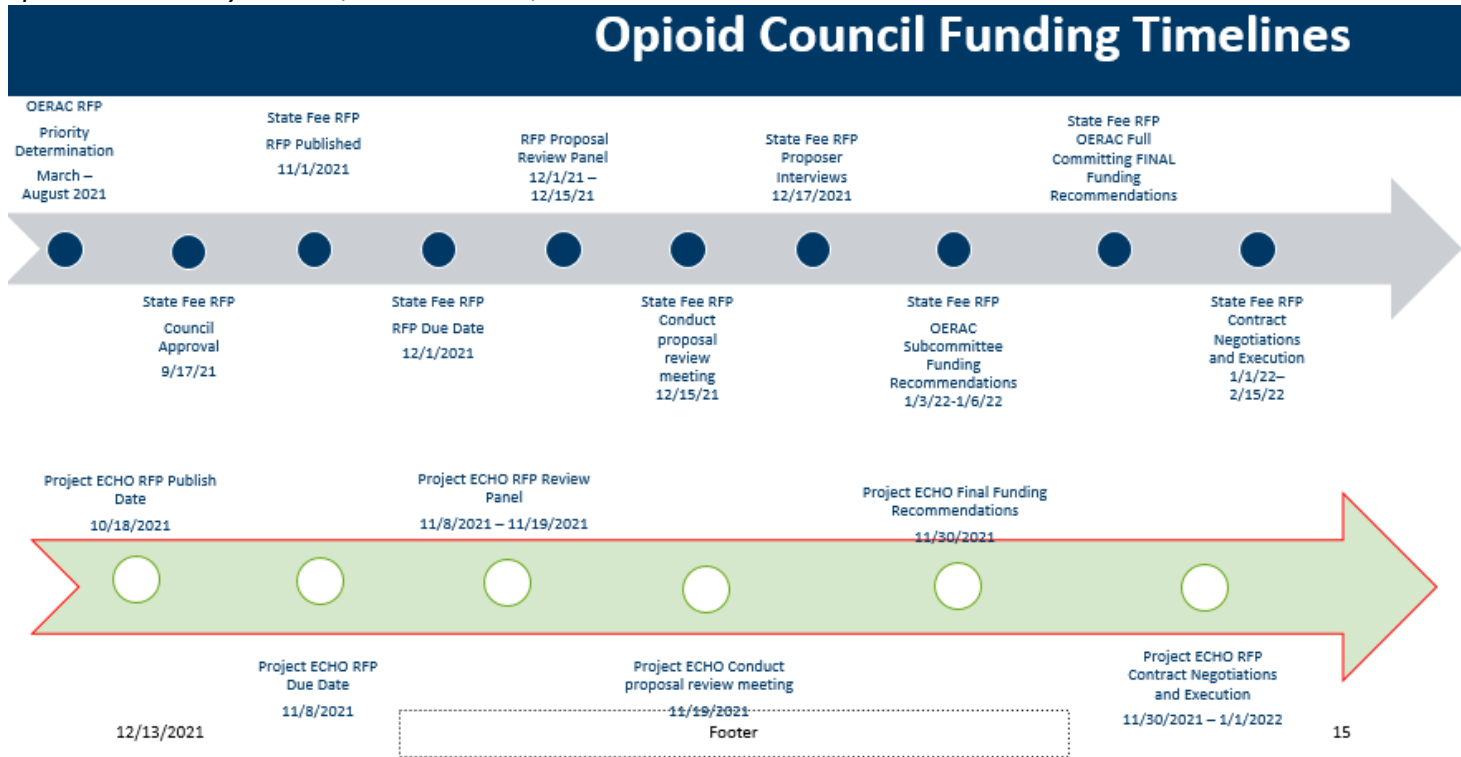 Opioid Council Funding Timelines
OERAC RFP
Priority
Determination
March –
August 2021
State Fee RFP
Council
Approval
9/17/21
State Fee RFP
RFP Published
11/1/2021
State Fee RFP
RFP Due Date
12/1/2021
RFP Proposal
Review Panel
12/1/21 –
12/15/21
State Fee RFP
Conduct
proposal
review
meeting
12/15/21
State Fee RFP
Proposer
Interviews
12/17/2021
State Fee RFP
OERAC
Subcommittee
Funding
Recommendations
1/3/22-1/6/22
State Fee RFP
OERAC Full
Committing FINAL
Funding
Recommendations
State Fee RFP
Contract
Negotiations
and Execution
1/1/22–
2/15/22
Project ECHO RFP Publish
Date
10/18/2021
Project ECHO RFP
Due Date
11/8/2021
Project ECHO RFP Review
Panel
11/8/2021 – 11/19/2021
Project ECHO Conduct
proposal review meeting
11/19/2021
Project ECHO Final Funding
Recommendations
11/30/2021
Project ECHO RFP
Contract Negotiations
and Execution
11/30/2021 – 1/1/2022
12/13/2021
Footer
15